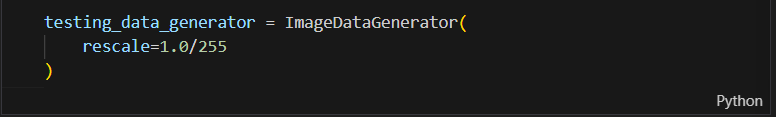 testing_data_generator = ImageDataGenerator(
    rescale=1.0/255
)
Python